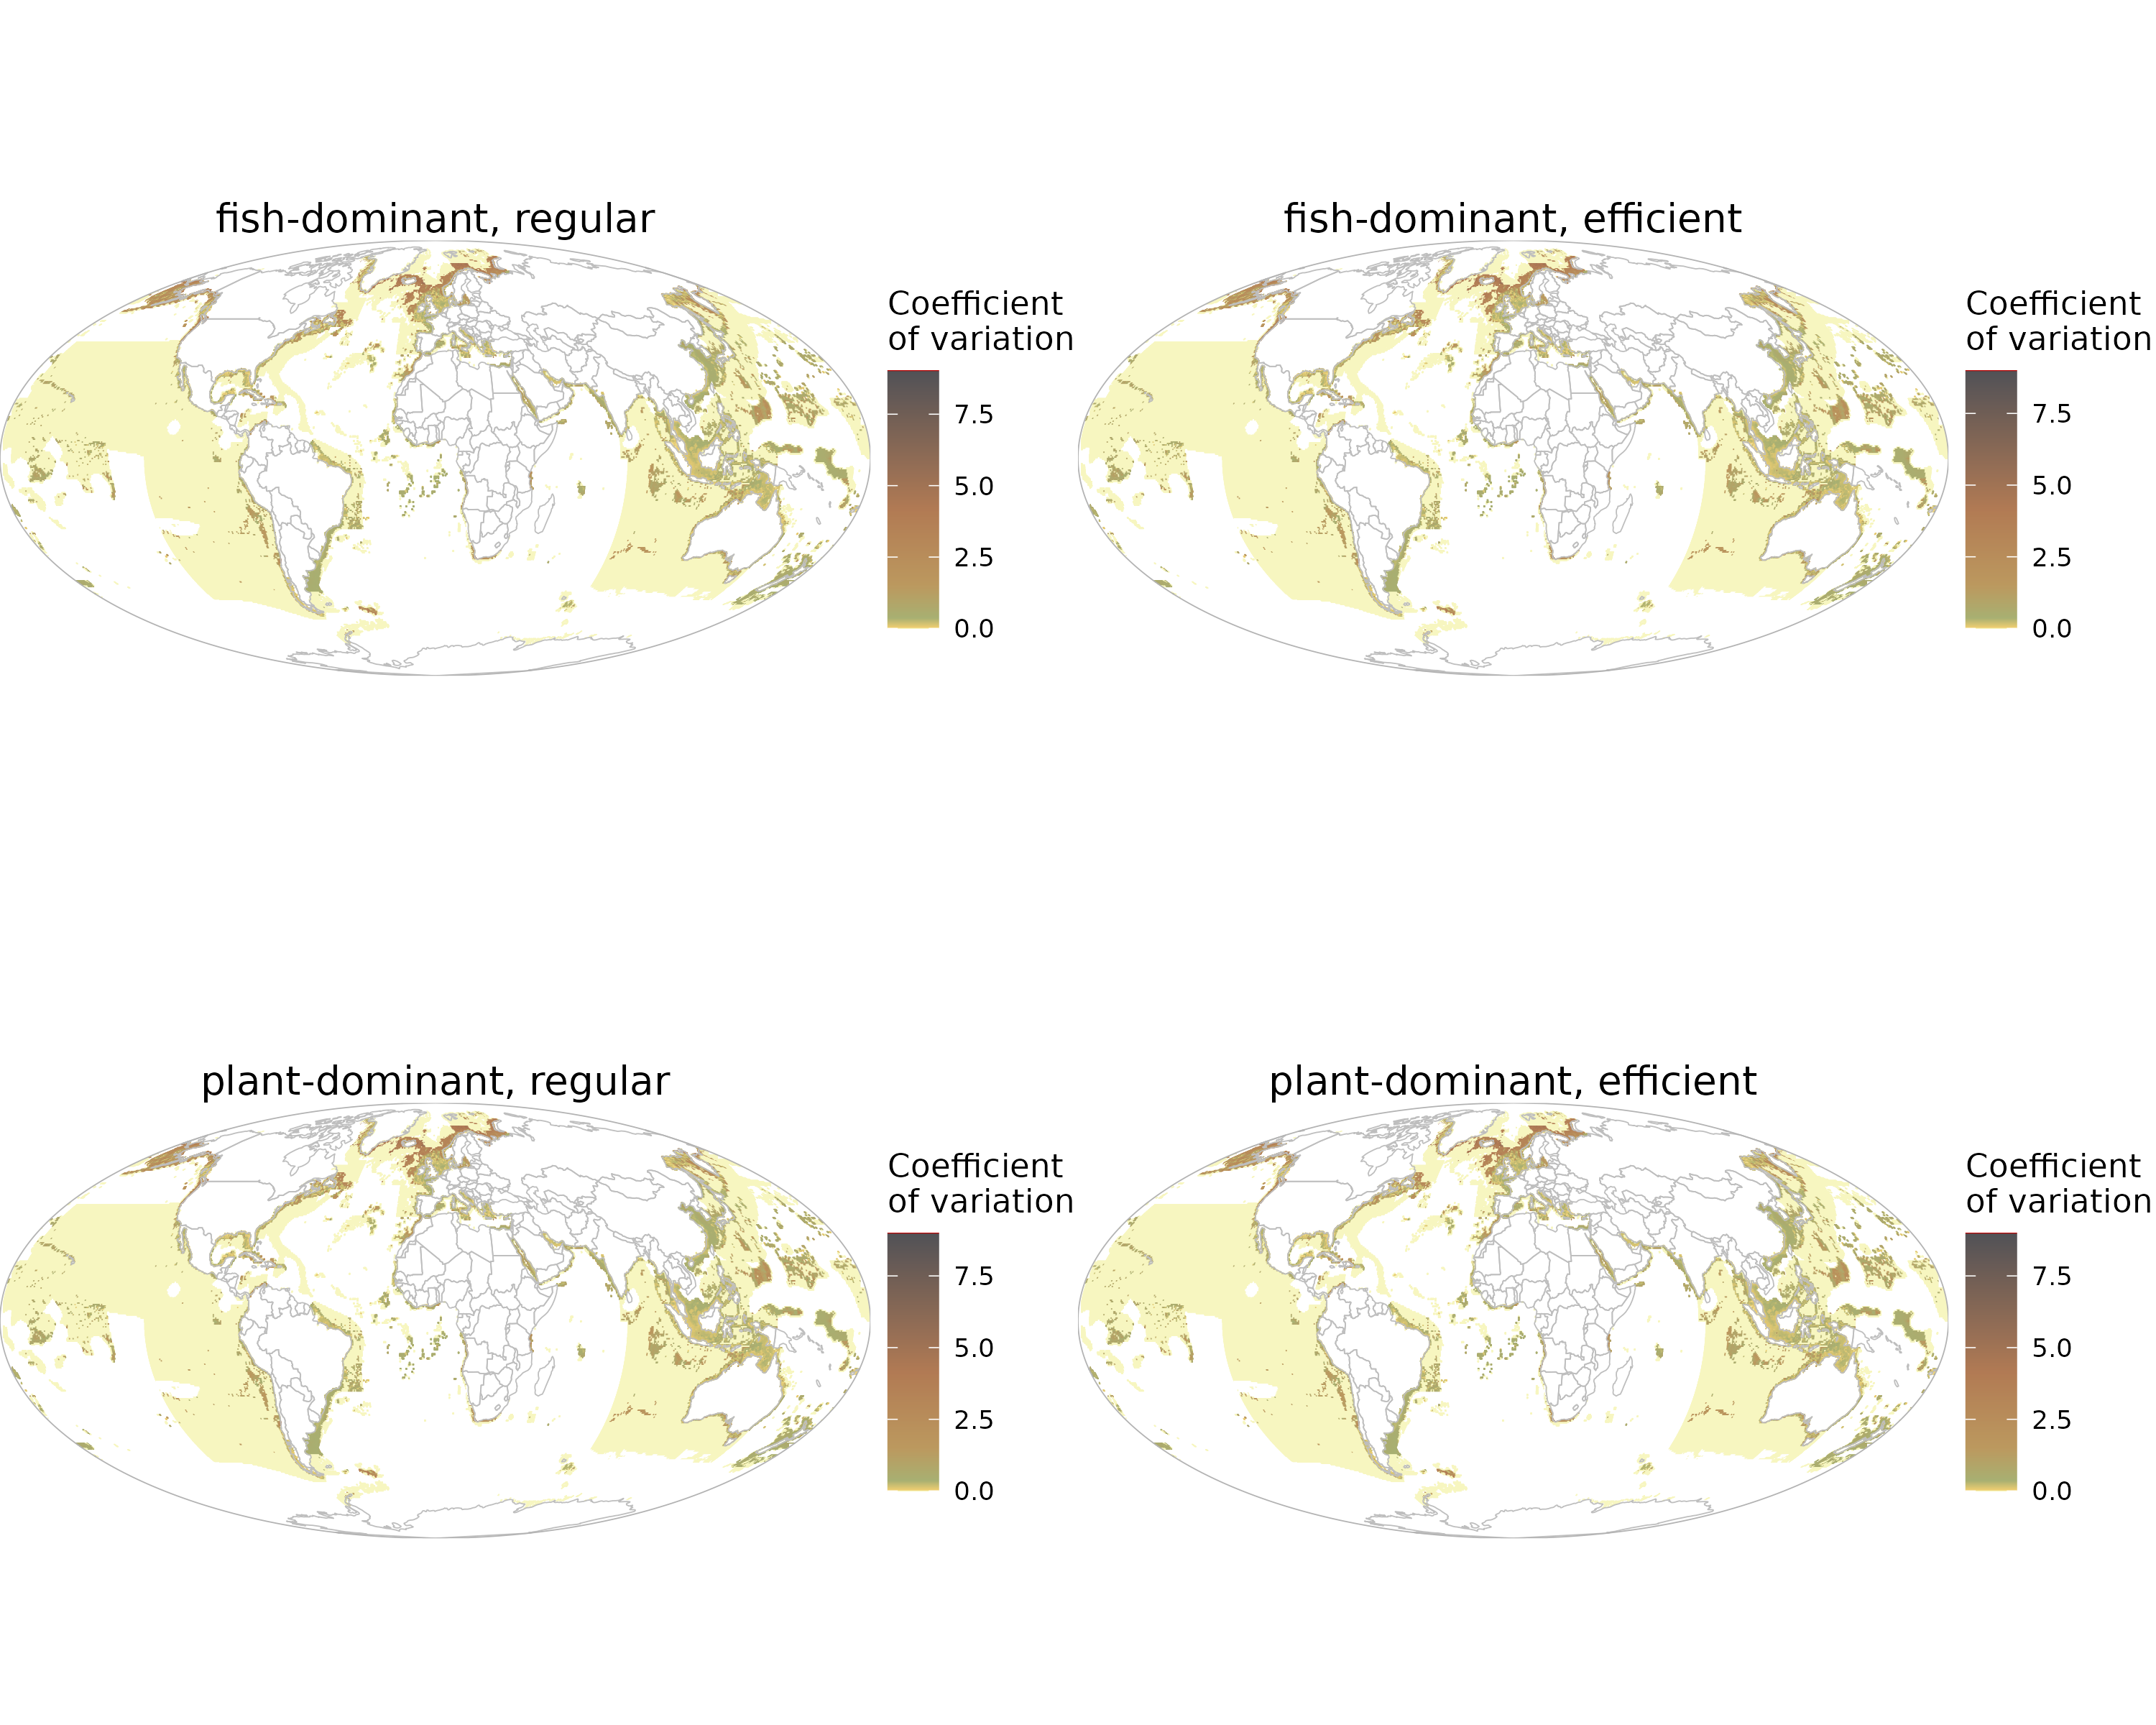 fish-dominant, regular
Coefficient
of variation
7.5
5.0
2.5
0.0
fish-dominant, efficient
Coefficient
of variation
7.5
5.0
2.5
0.0
plant-dominant, regular
Coefficient
of variation
7.5
5.0
2.5
0.0
plant-dominant, efficient
Coefficient
of variation
7.5
5.0
2.5
0.0